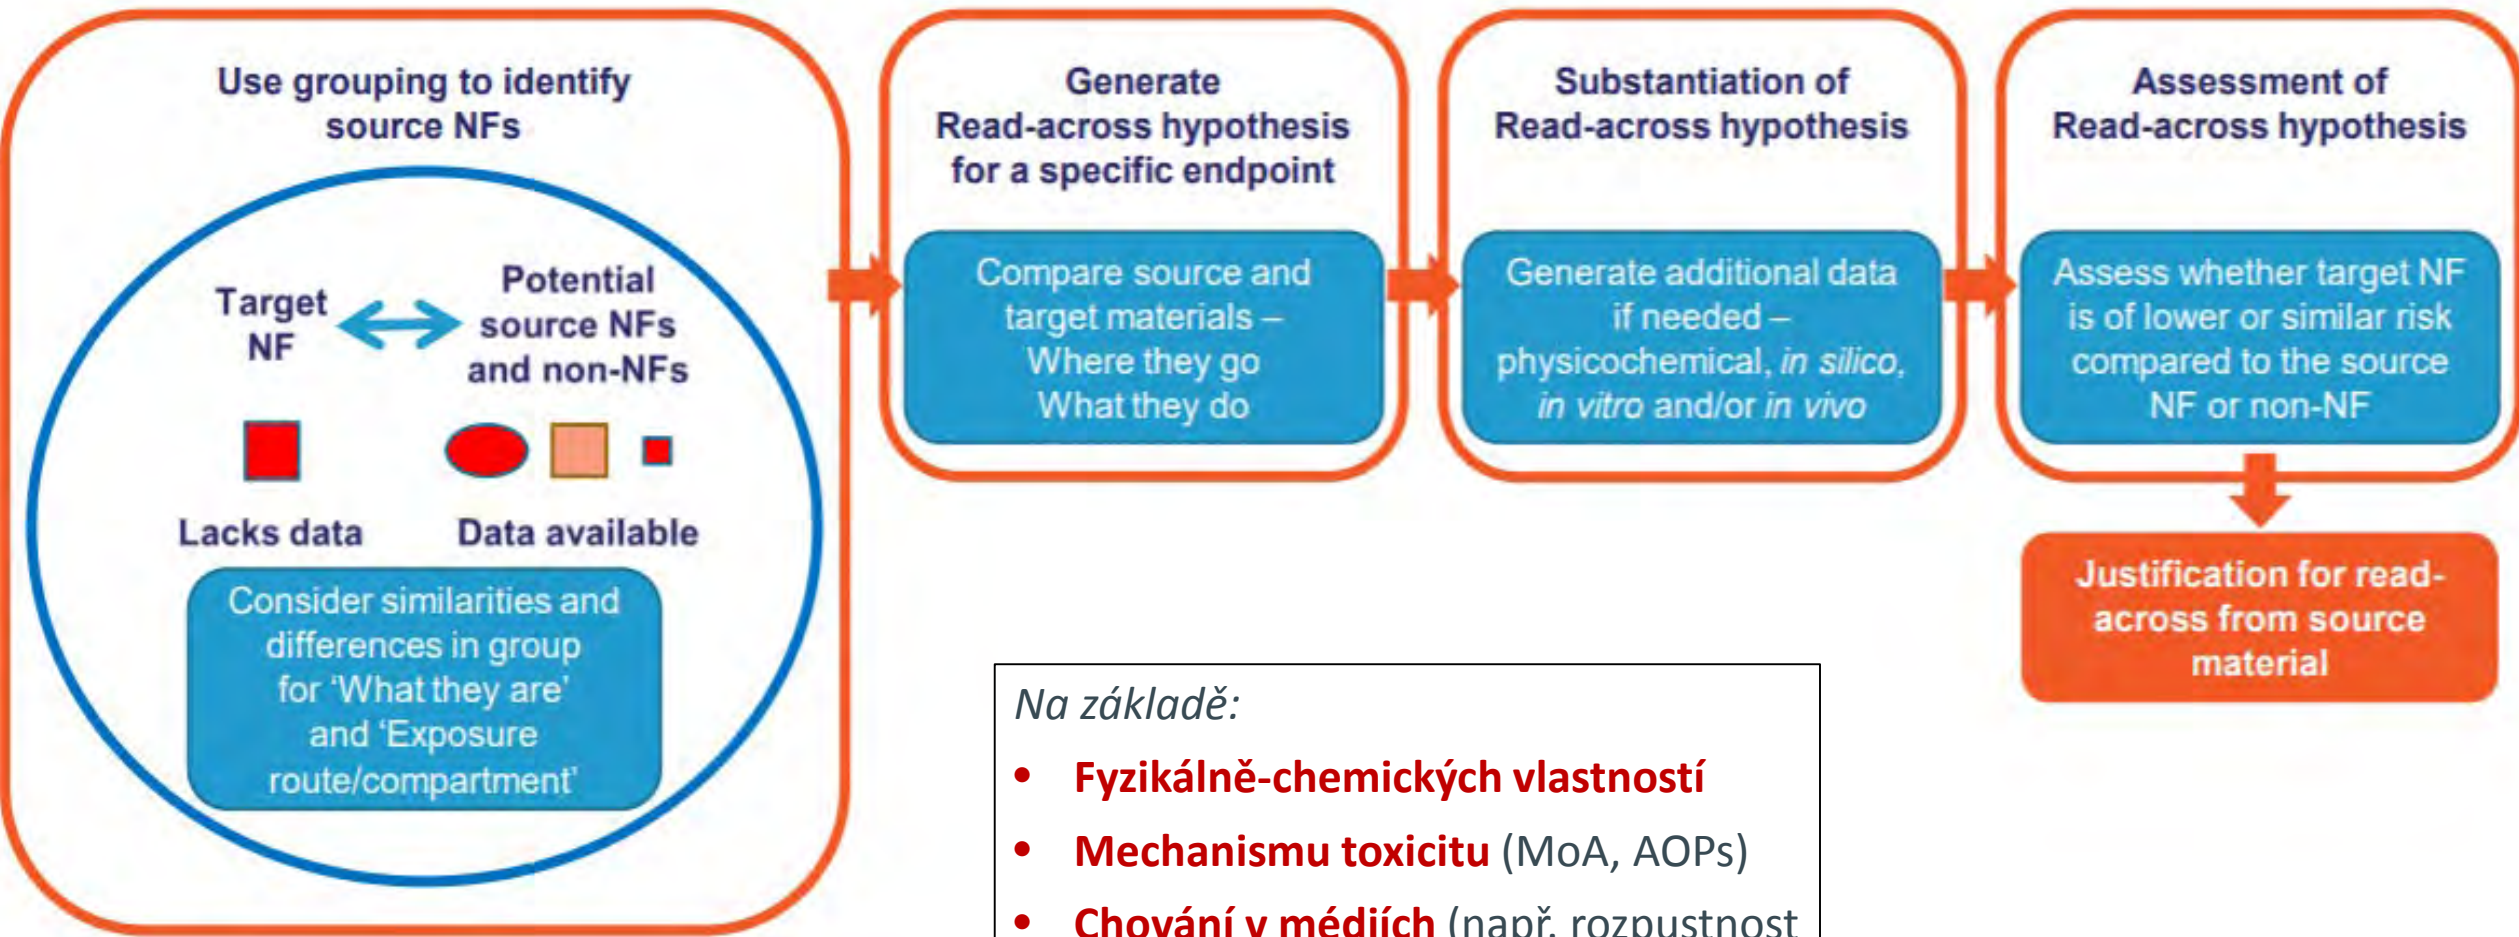 Use grouping to identify
source NFs
Target
NF
Potential
source NFs
and non-NFs
Lacks data
Data available
Consider similarities and
differences in group
for ‘What they are’
and ‘Exposure
route/compartment’
Generate
Read-across hypothesis
for a specific endpoint
Compare source and
target materials –
Where they go
What they do
Substantiation of
Read-across hypothesis
Generate additional data
if needed –
physicochemical, in silico,
in vitro and/or in vivo
Assessment of
Read-across hypothesis
Assess whether target NF
is of lower or similar risk
compared to the source
NF or non-NF
Justification for read-
across from source
material
Na základě:
• Fyzikálně-chemických vlastností
• Mechanismu toxicitu (MoA, AOPs)
• Chování v médiích (např. rozpustnost